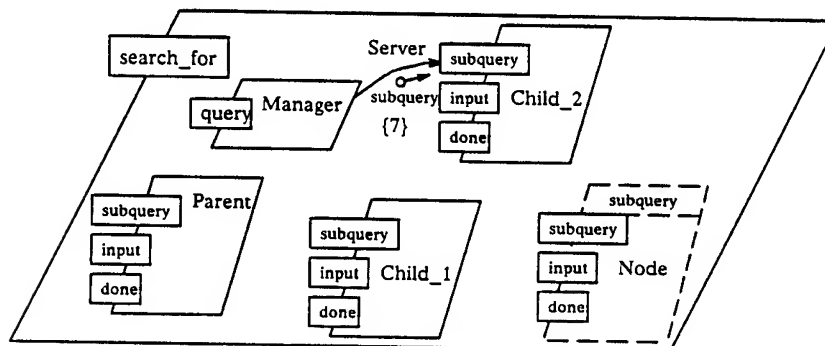 search_for
Server
subquery
Manager
query
subquery
{7}
input
Child_2
done
Parent
subquery
input
done
subquery
input
Child_1
done
subquery
subquery
input
Node
done